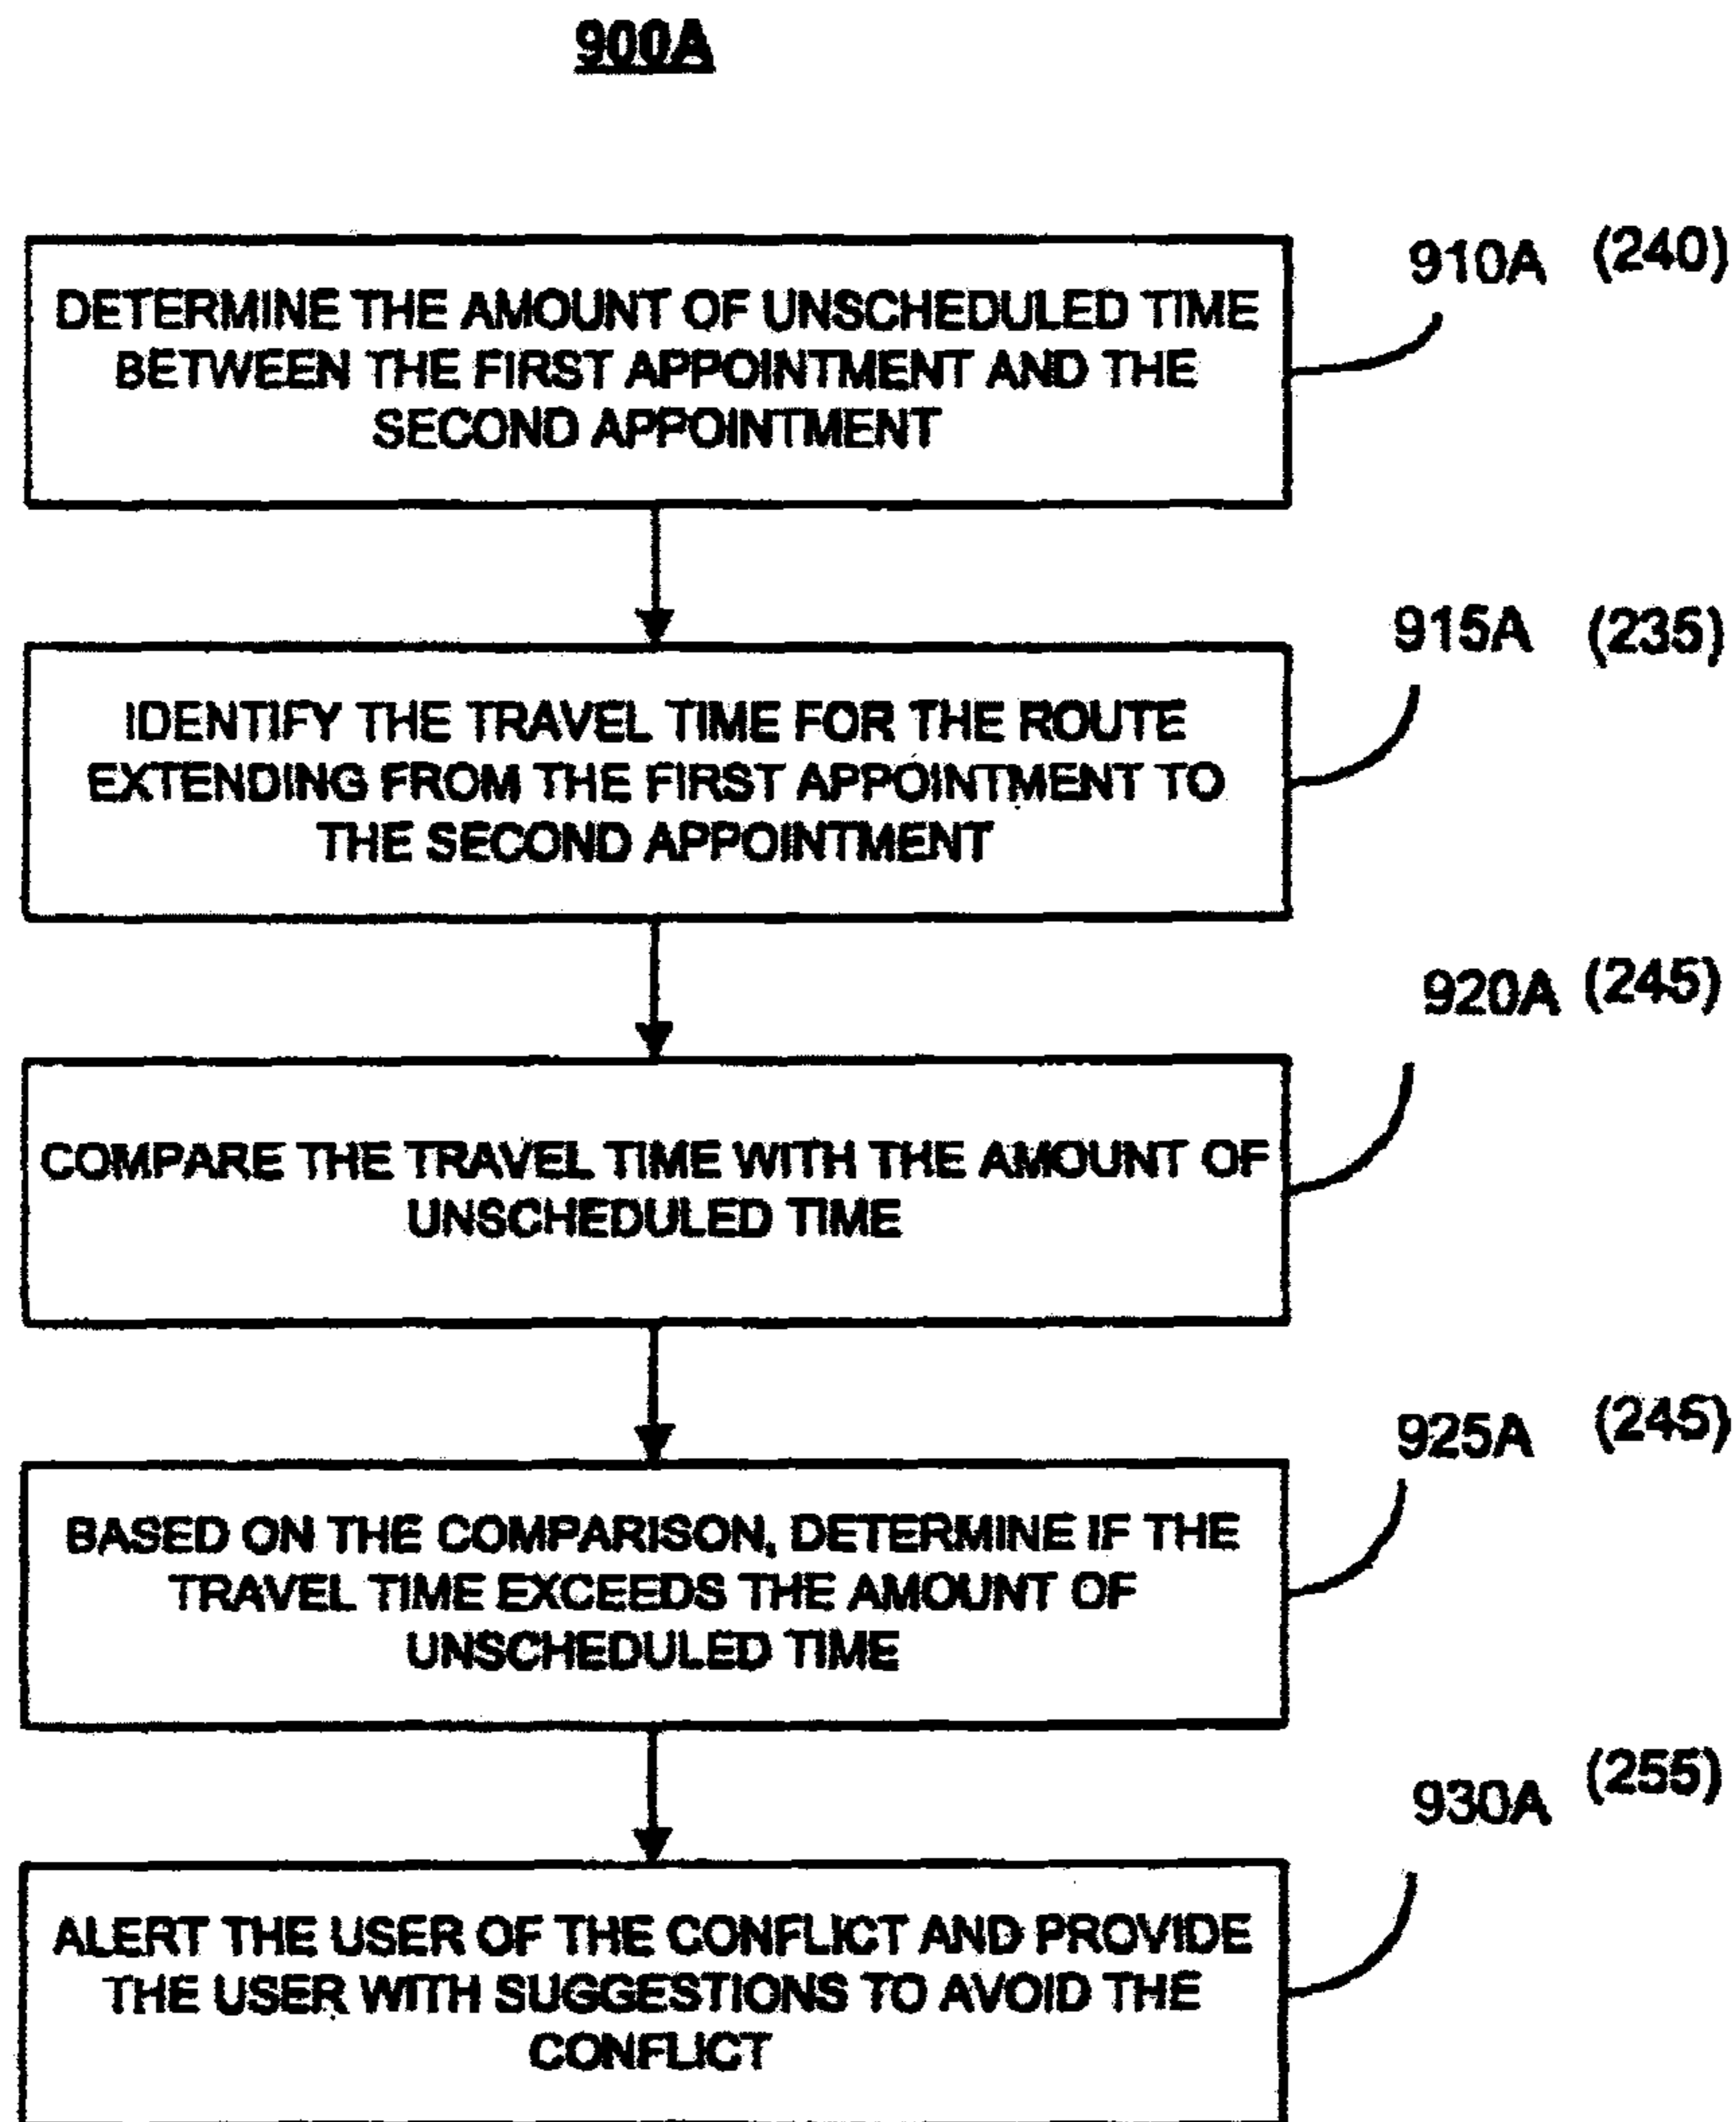 900A
910A (240)
DETERMINE THE AMOUNT OF UNSCHEDULED TIME
BETWEEN THE FIRST APPOINTMENT AND THE
SECOND APPOINTMENT
915A (235)
IDENTIFY THE TRAVEL TIME FOR THE ROUTE
EXTENDING FROM THE FIRST APPOINTMENT TO
THE SECOND APPOINTMENT
920A (245)
COMPARE THE TRAVEL TIME WITH THE AMOUNT OF
UNSCHEDULED TIME
925A (245)
BASED ON THE COMPARISON, DETERMINE IF THE
TRAVEL TIME EXCEEDS THE AMOUNT OF
UNSCHEDULED TIME
930A (255)
ALERT THE USER OF THE CONFLICT AND PROVIDE
THE USER WITH SUGGESTIONS TO AVOID THE
CONFLICT